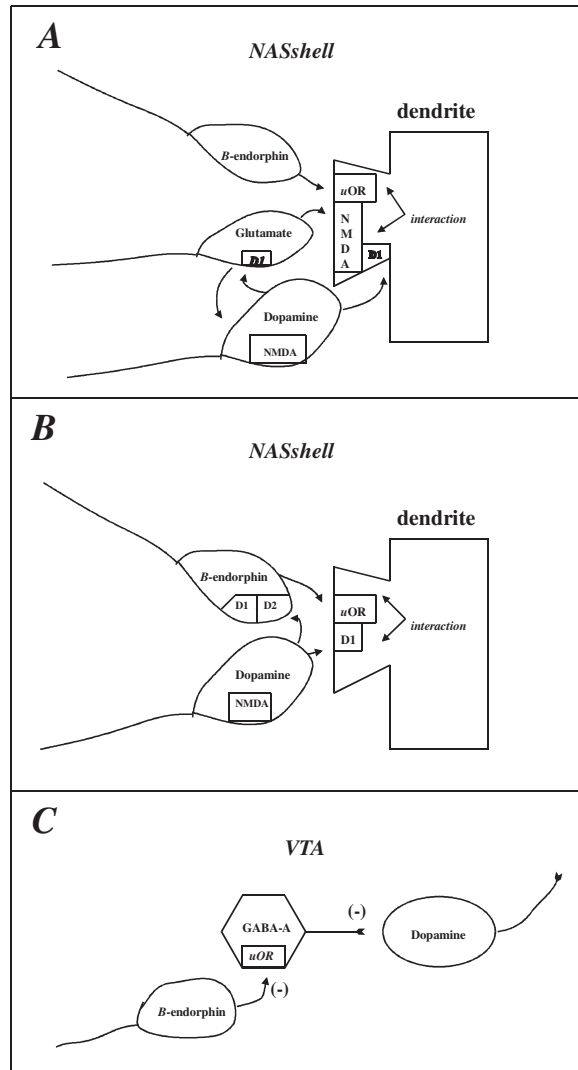 A
NASshell
dendrite
B-endorphin
uOR
Glutamate
N
M
D
A
interaction
D1
D1
Dopamine
NMDA
B
NASshell
dendrite
B-endorphin
D1 D2
uOR
interaction
D1
Dopamine
NMDA
C
VTA
(-)
GABA-A
Dopamine
uOR
(-)
B-endorphin